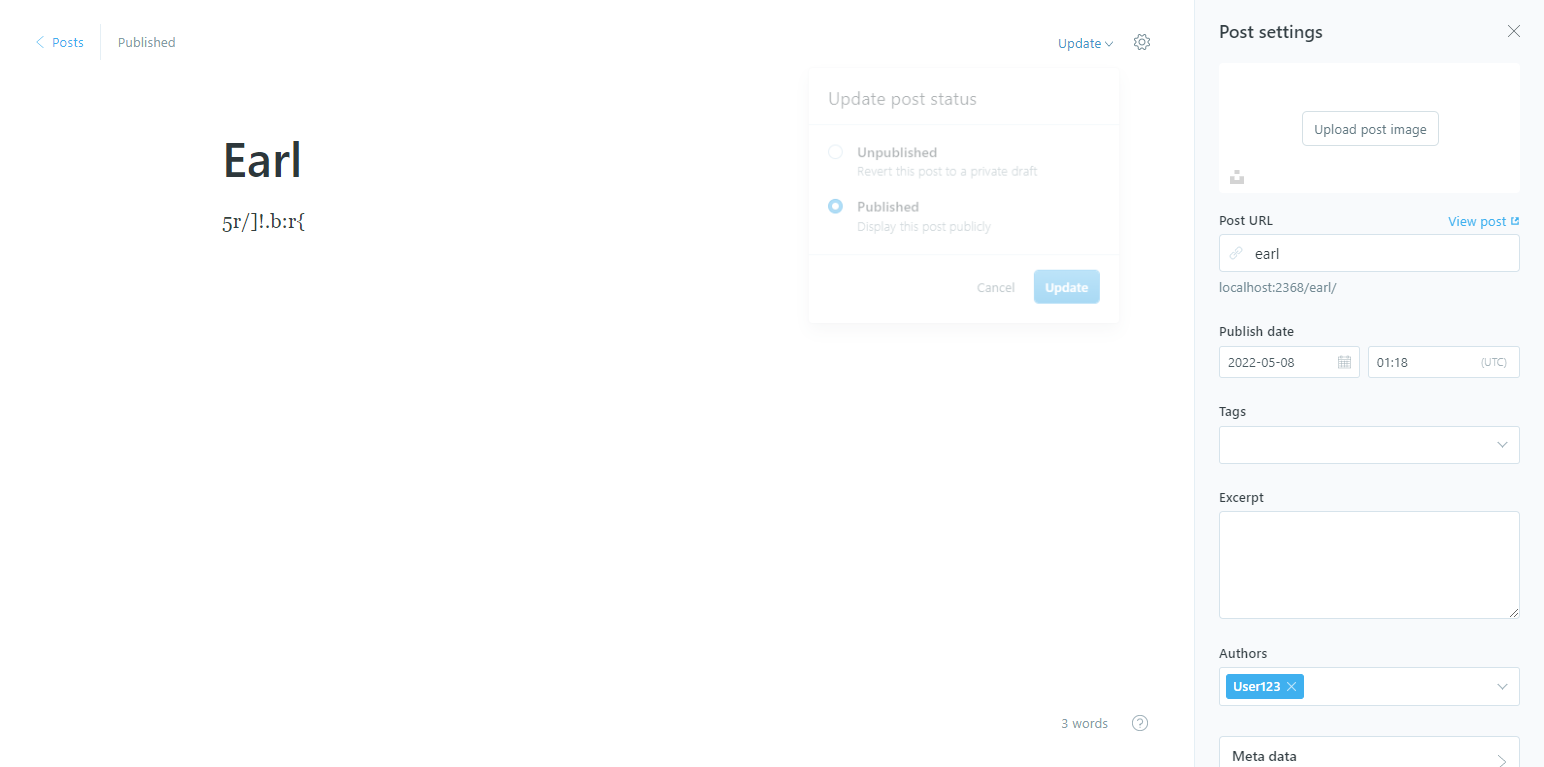 Posts
Published
Update
Update post status
Unpublished
Revert this post to a private draft
Published
Display this post publicly
Cancel
Update
Earl
5r/]!.b:r{
3 words
?
Post settings
Upload post image
Post URL
View post
earl
localhost:2368/earl/
Publish date
2022-05-08
01:18
(UTC)
Tags
Excerpt
Authors
User123
Meta data